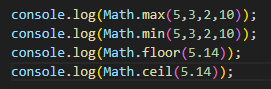 console.log(Math.max(5,3,2,10));
console.log(Math.min(5,3,2,10));
console.log(Math.floor(5.14));
console.log(Math.ceil(5.14));